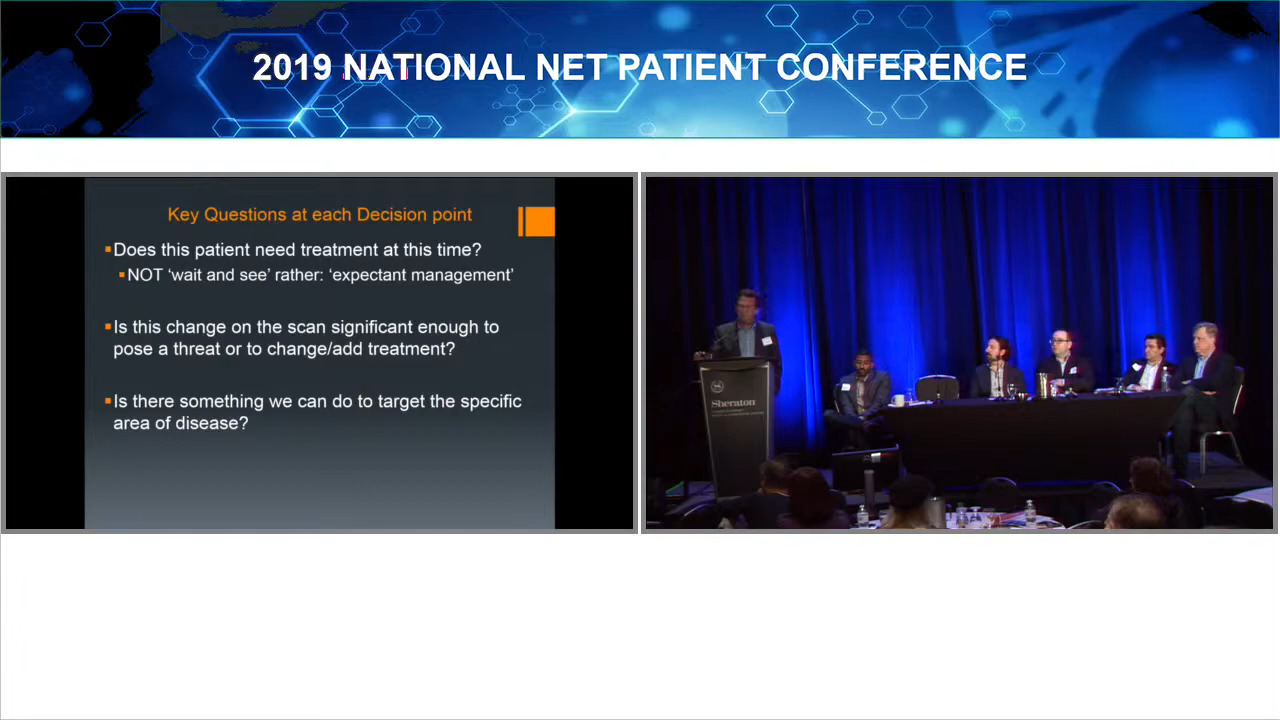 2019 NATIONAL NET PATIENT CONFERENCE
Key Questions at each Decision point
Does this patient need treatment at this time?
NOT ‘wait and see’ rather: ‘expectant management’
Is this change on the scan significant enough to
pose a threat or to change/add treatment?
Is there something we can do to target the specific
area of disease?
Sheraton